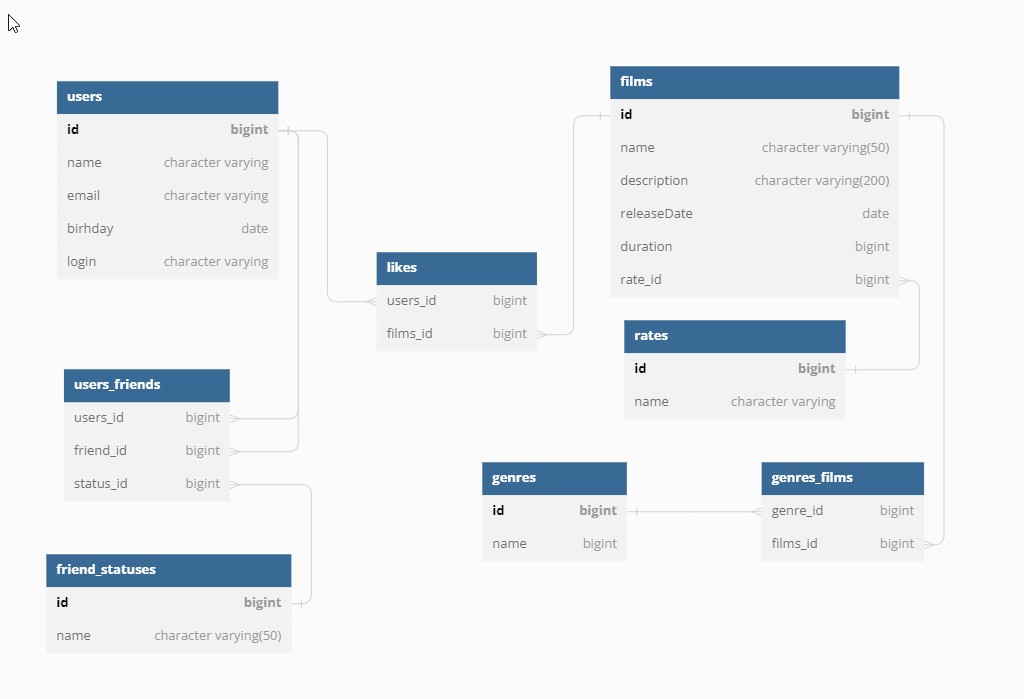 users
id bigint
name character varying
email character varying
birhday date
login character varying
films
id bigint
name character varying(50)
description character varying(200)
releaseDate date
duration bigint
rate_id bigint
likes
users_id bigint
films_id bigint
rates
id bigint
name character varying
users_friends
users_id bigint
friend_id bigint
status_id bigint
genres
id bigint
name bigint
genres_films
genre_id bigint
films_id bigint
friend_statuses
id bigint
name character varying(50)